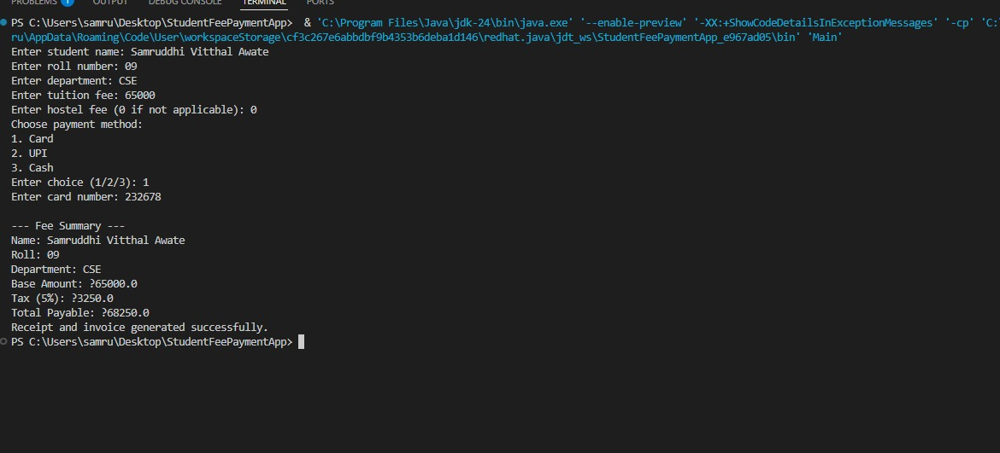 PROBLEMS 1 OUTPUT DEBUG CONSOLE TERMINAL PORTS
PS C:\Users\samru\Desktop\StudentFeePaymentApp>  & 'C:\Program Files\Java\jdk-24\bin\java.exe' '--enable-preview' '-XX:+ShowCodeDetailsInExceptionMessages' '-cp' 'C:
ru\AppData\Roaming\Code\User\workspaceStorage\cf3c267e6abbdbf9b4353b6deba1d146\redhat.java\jdt_ws\StudentFeePaymentApp_e967ad05\bin' 'Main'
Enter student name: Samruddhi Vitthal Awate
Enter roll number: 09
Enter department: CSE
Enter tuition fee: 65000
Enter hostel fee (0 if not applicable): 0
Choose payment method:
1. Card
2. UPI
3. Cash
Enter choice (1/2/3): 1
Enter card number: 232678
--- Fee Summary ---
Name: Samruddhi Vitthal Awate
Roll: 09
Department: CSE
Base Amount: ?65000.0
Tax (5%): ?3250.0
Total Payable: ?68250.0
Receipt and invoice generated successfully.
PS C:\Users\samru\Desktop\StudentFeePaymentApp>